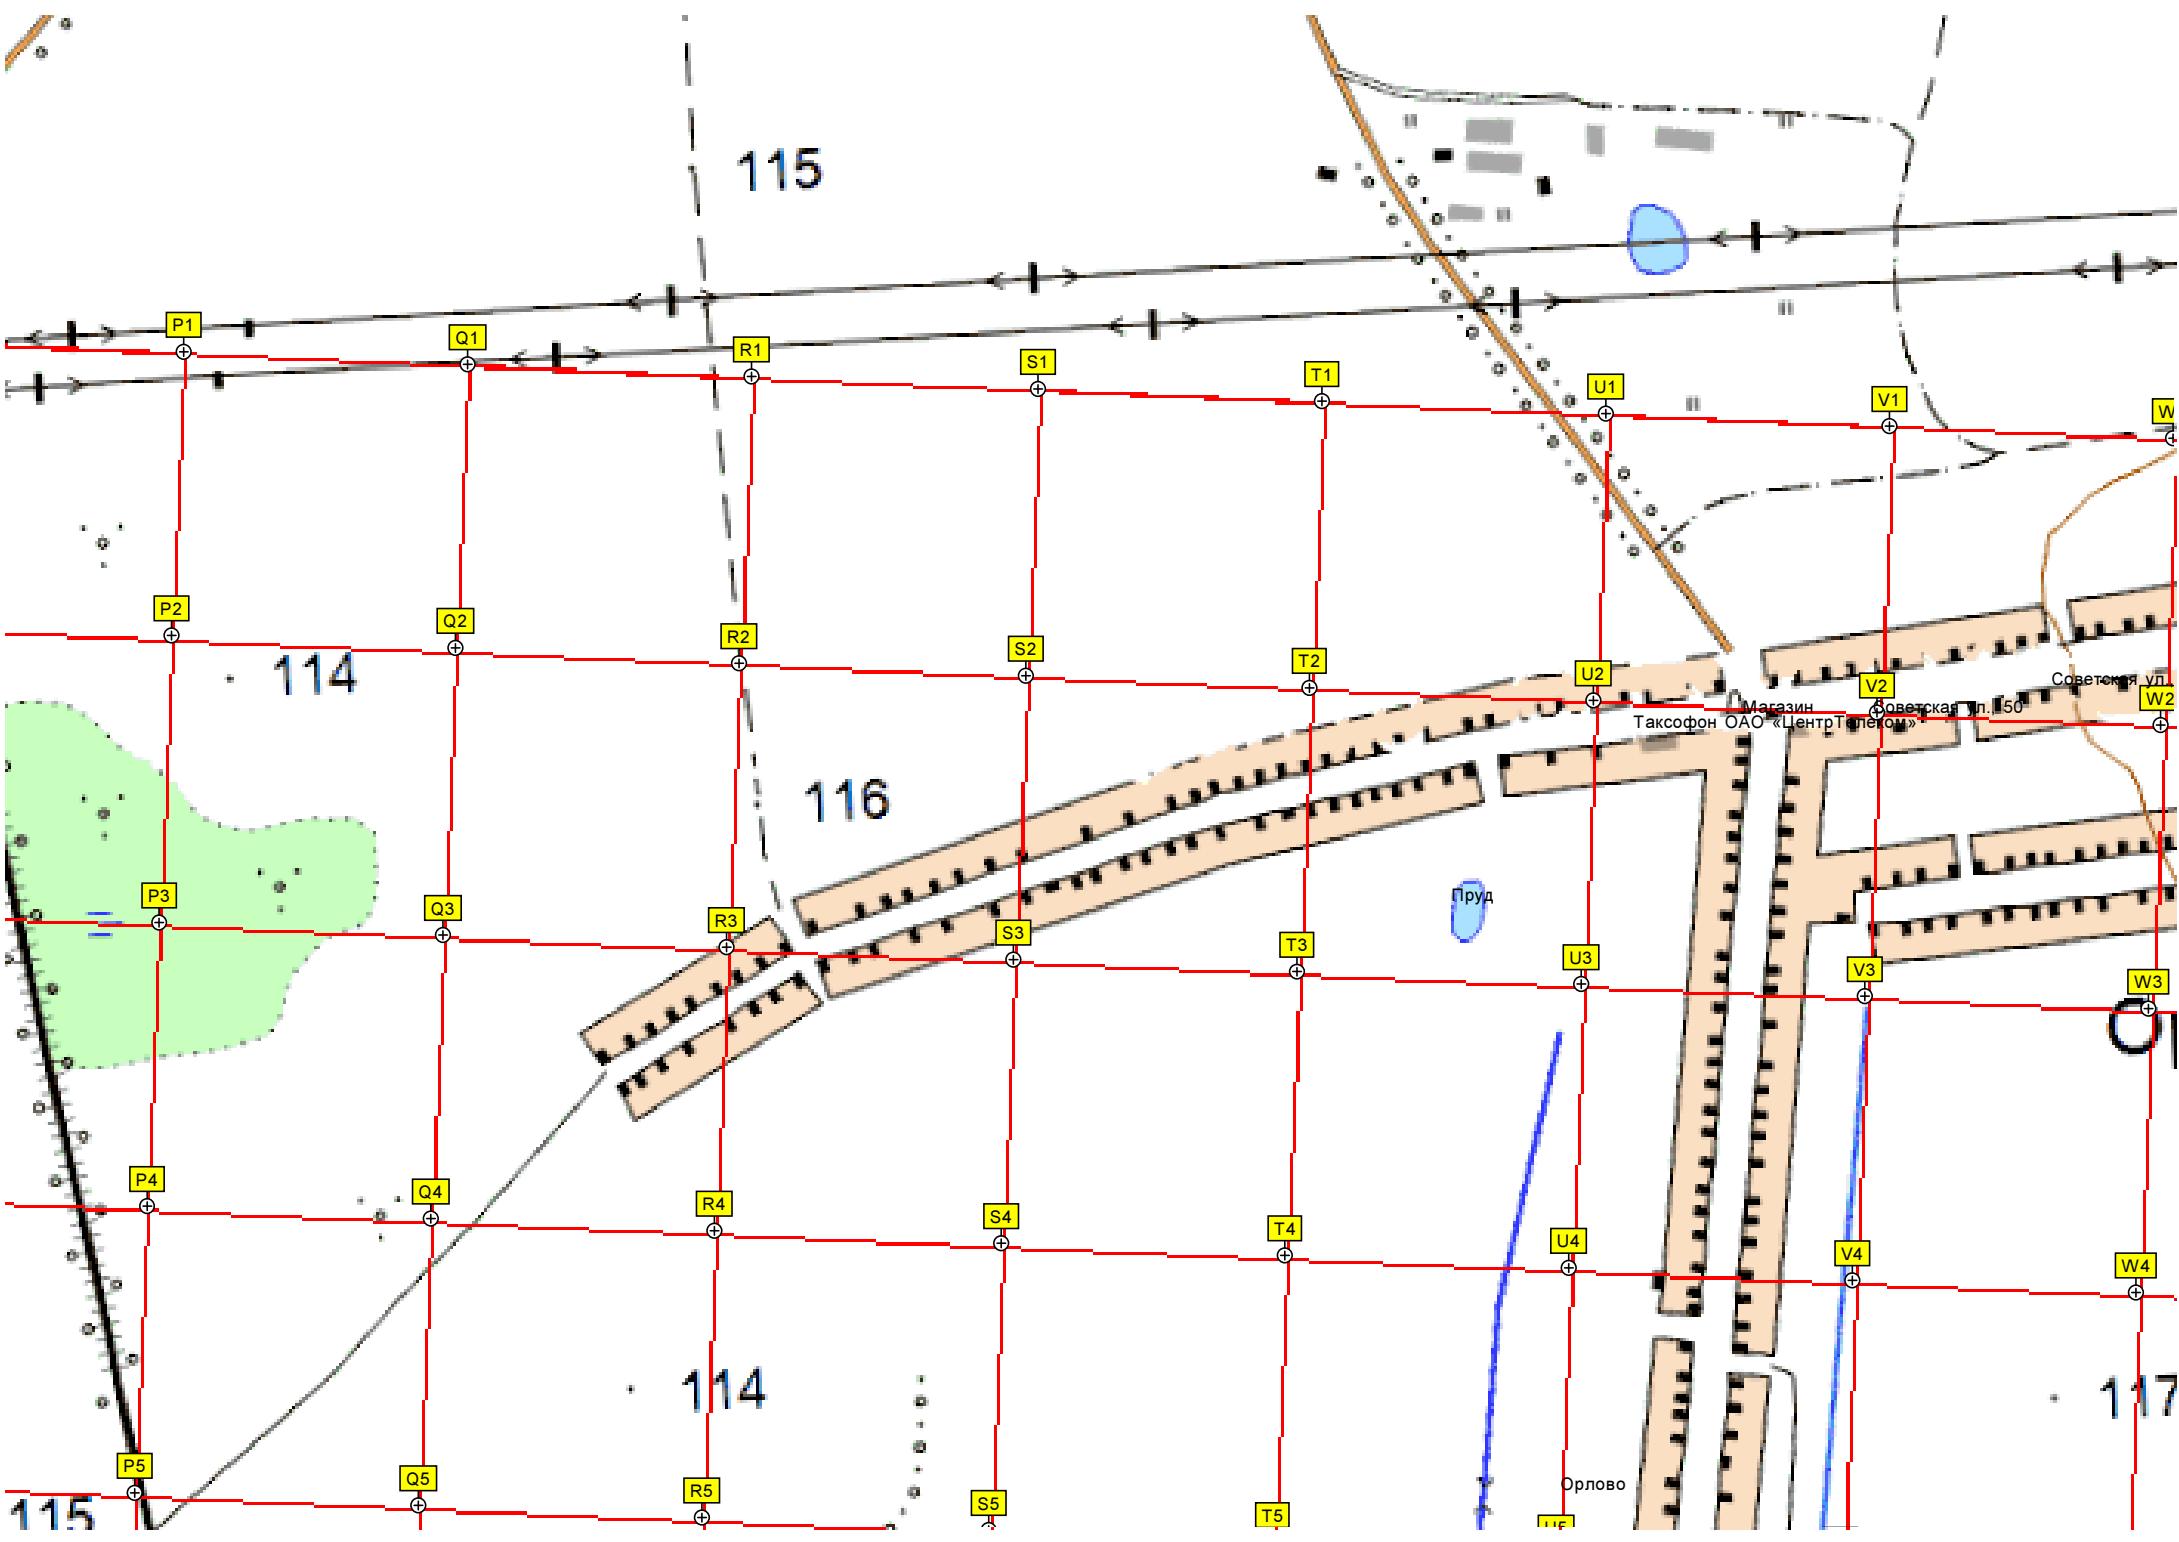 115
P1
Q1
R1
S1
T1
U1
V1
W
P2
Q2
R2
S2
T2
U2
V2
W2
114
Советская ул.
Магазин
Советская ул., 50
Таксофон ОАО «ЦентрТелеком»
116
P3
Q3
R3
S3
T3
U3
V3
W3
Пруд
P4
Q4
R4
S4
T4
U4
V4
W4
114
117
P5
Q5
R5
S5
T5
U5
Орлово
115